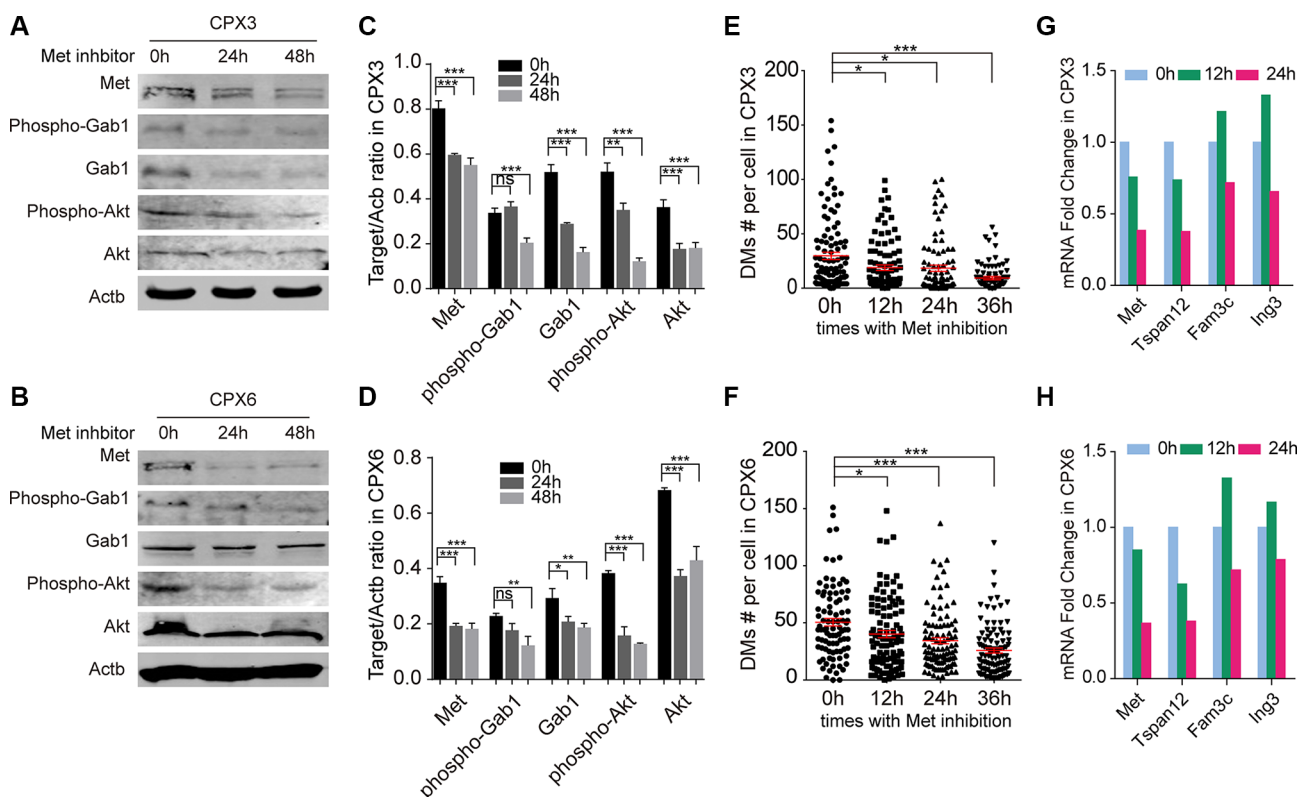 A
CPX3
Met inhbitor 0h 24h 48h
Met
Phospho-Gab1
Gab1
Phospho-Akt
Akt
Actb
C
Target/Acb ratio in CPX3
1.0
0.8
0.6
0.4
0.2
0.0
0h
24h
48h
***
***
ns
***
***
***
**
***
***
***
Met
phospho-Gab1
Gab1
phospho-Akt
Akt
E
DMs # per cell in CPX3
200
150
100
50
0
***
*
*
0h 12h 24h 36h
times with Met inhibition
G
mRNA Fold Change in CPX3
1.5
1.0
0.5
0.0
0h 12h 24h
Met
Tspan12
Fam3c
Ing3
B
CPX6
Met inhbitor 0h 24h 48h
Met
Phospho-Gab1
Gab1
Phospho-Akt
Akt
Actb
D
Target/Actb ratio in CPX6
0.8
0.6
0.4
0.2
0.0
0h
24h
48h
***
***
**
ns
**
*
***
***
***
***
Met
phospho-Gab1
Gab1
phospho-Akt
Akt
F
DMs # per cell in CPX6
200
150
100
50
0
***
***
*
0h 12h 24h 36h
times with Met inhibition
H
mRNA Fold Change in CPX6
1.5
1.0
0.5
0.0
0h 12h 24h
Met
Tspan12
Fam3c
Ing3